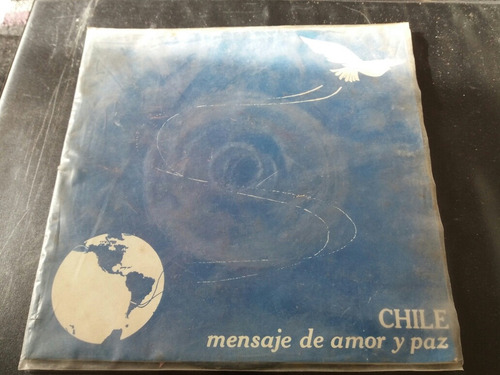 CHILE
mensaje de amor y paz